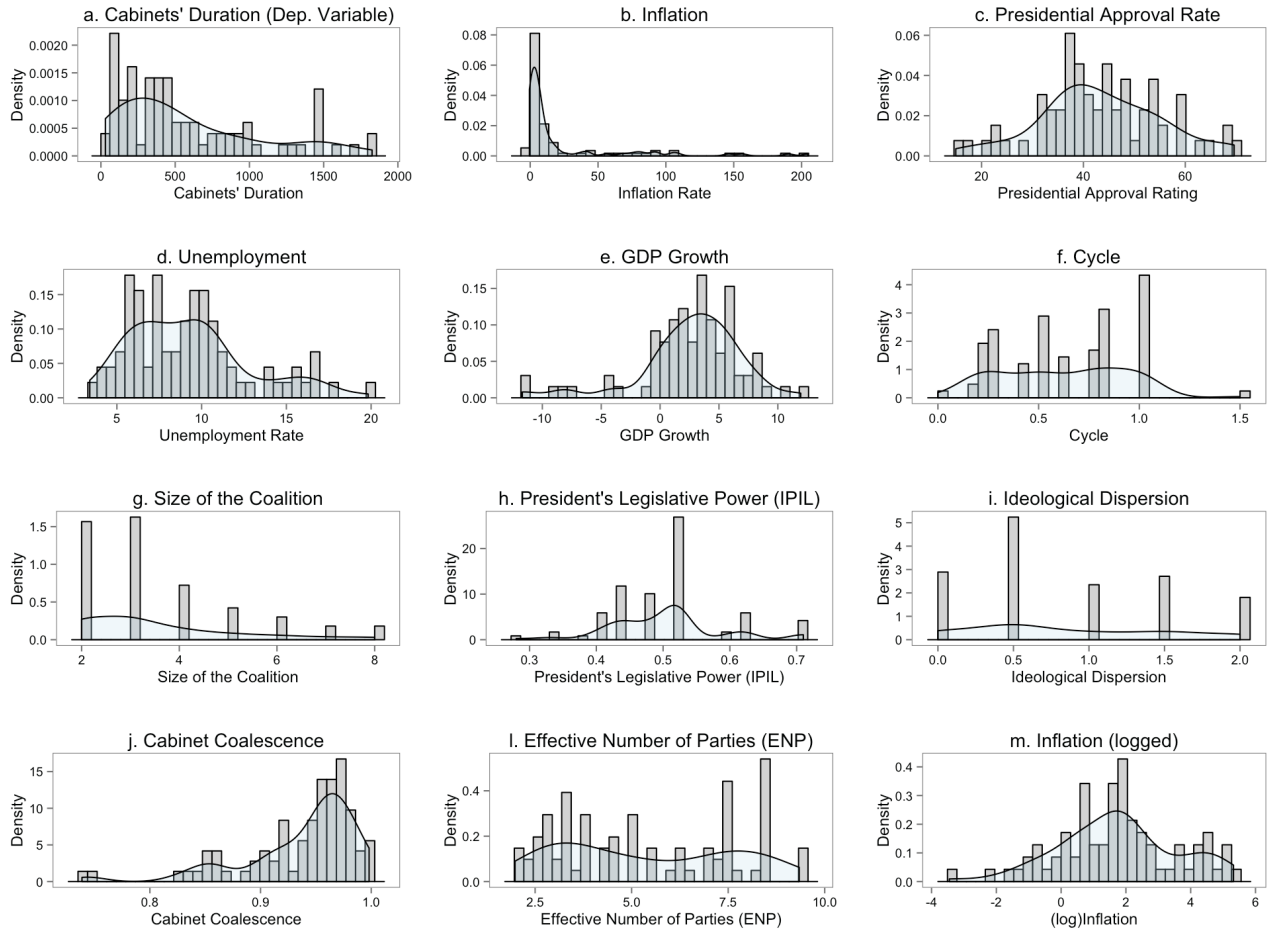 a. Cabinets' Duration (Dep. Variable)
Density
0.0020
0.0015
0.0010
0.0005
0.0000
0 500 1000 1500 2000
Cabinets' Duration
b. Inflation
Density
0.08
0.06
0.04
0.02
0.00
0 50 100 150 200
Inflation Rate
c. Presidential Approval Rate
Density
0.06
0.04
0.02
0.00
20 40 60
Presidential Approval Rating
d. Unemployment
Density
0.15
0.10
0.05
0.00
5 10 15 20
Unemployment Rate
e. GDP Growth
Density
0.15
0.10
0.05
0.00
-10 -5 0 5 10
GDP Growth
f. Cycle
Density
4
3
2
1
0
0.0 0.5 1.0 1.5
Cycle
g. Size of the Coalition
Density
1.5
1.0
0.5
0.0
2 4 6 8
Size of the Coalition
h. President's Legislative Power (IPIL)
Density
20
10
0
0.3 0.4 0.5 0.6 0.7
President's Legislative Power (IPIL)
i. Ideological Dispersion
Density
5
4
3
2
1
0
0.0 0.5 1.0 1.5 2.0
Ideological Dispersion
j. Cabinet Coalescence
Density
15
10
5
0
0.8 0.9 1.0
Cabinet Coalescence
l. Effective Number of Parties (ENP)
Density
0.4
0.2
0.0
2.5 5.0 7.5 10.0
Effective Number of Parties (ENP)
m. Inflation (logged)
Density
0.4
0.3
0.2
0.1
0.0
-4 -2 0 2 4 6
(log)Inflation